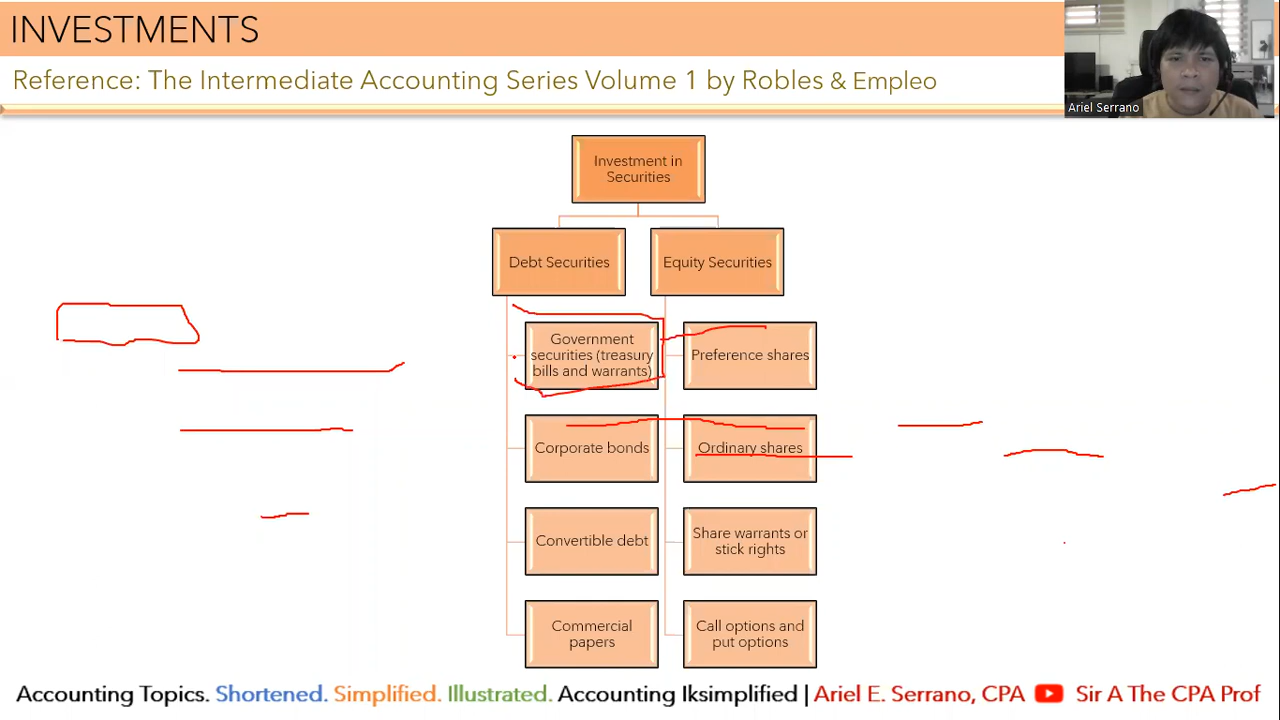 INVESTMENTS
Reference: The Intermediate Accounting Series Volume 1 by Robles & Empleo
Ariel Serrano
Investment in
Securities
Debt Securities
Equity Securities
Government
securities (treasury
bills and warrants)
Preference shares
Corporate bonds
Ordinary shares
Convertible debt
Share warrants or
stick rights
Commercial
papers
Call options and
put options
Accounting Topics. Shortened. Simplified. Illustrated. Accounting Iksimplified | Ariel E. Serrano, CPA Sir A The CPA Prof